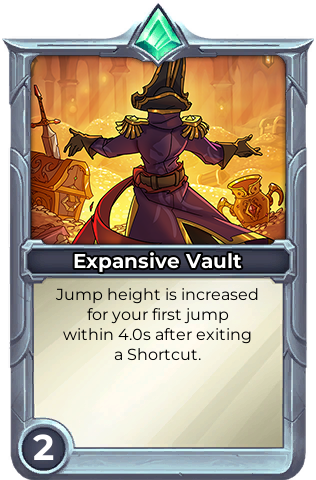 Expansive Vault
Jump height is increased
for your first jump
within 4.0s after exiting
a Shortcut.
2